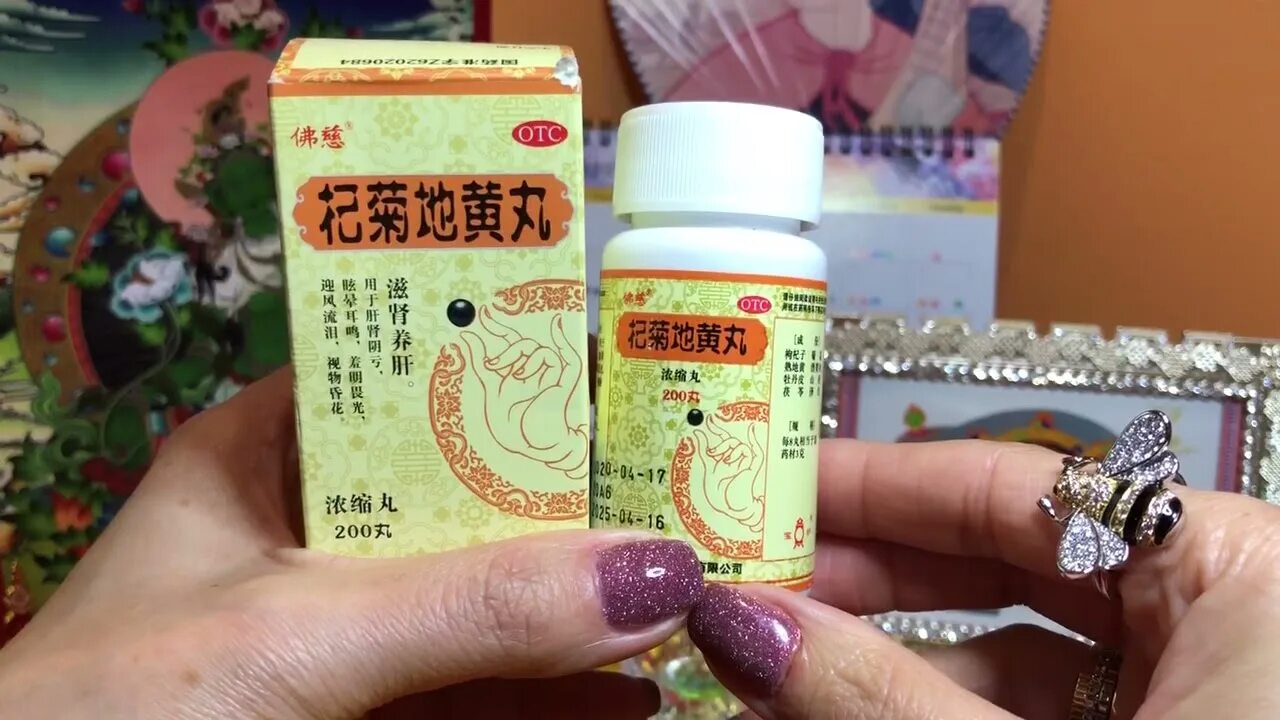 国药准字Z62020684
佛慈®
OTC
杞菊地黄丸
滋肾养肝。
用于肝肾阴亏，
眩晕耳鸣，羞明畏光，
迎风流泪，视物昏花。
浓缩丸
200丸
佛慈®
OTC
杞菊地黄丸
浓缩丸
200丸
2020-04-17
0A6
2025-04-16
有限公司
枸杞子
熟地黄
牡丹皮
茯苓
每8丸相当于
药材3克